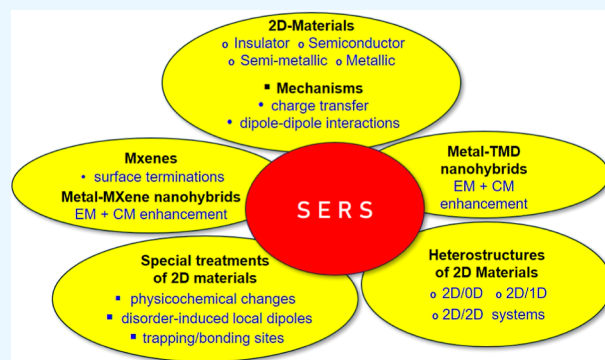 2D-Materials
o Insulator o Semiconductor
o Semi-metallic o Metallic
▪ Mechanisms
• charge transfer
• dipole-dipole interactions
Mxenes
• surface terminations
Metal-MXene nanohybrids
EM + CM enhancement
Metal-TMD
nanohybrids
EM + CM
enhancement
SERS
Special treatments
of 2D materials
▪ physicochemical changes
▪ disorder-induced local dipoles
▪ trapping/bonding sites
Heterostructures
of 2D Materials
o 2D/0D o 2D/1D
o 2D/2D systems